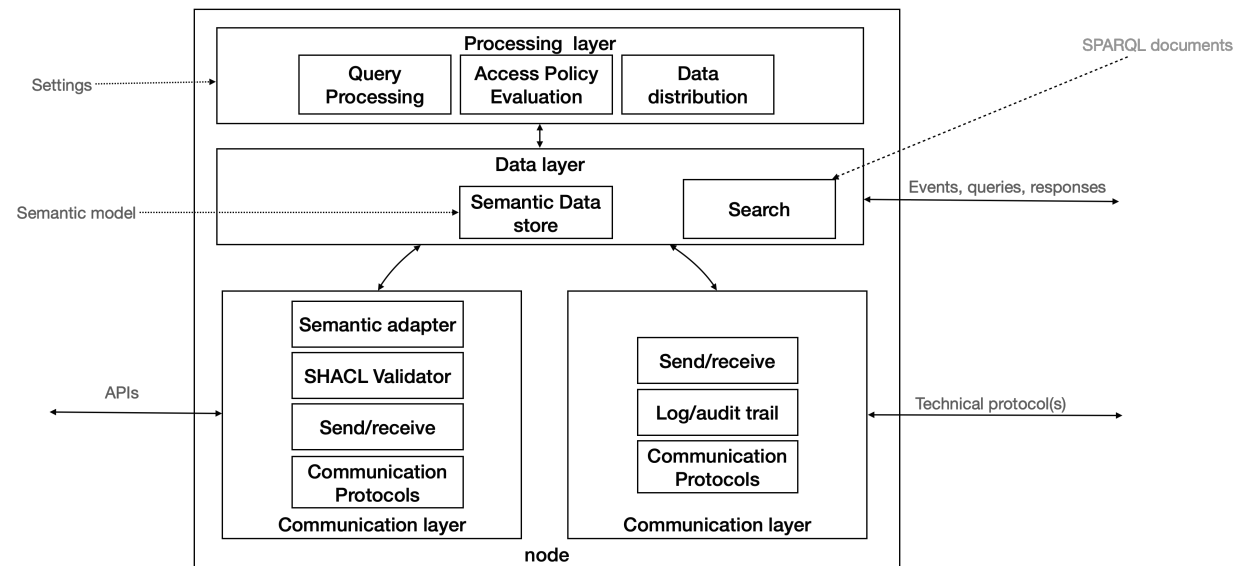 Processing layer
SPARQL documents
Settings
Query
Processing
Access Policy
Evaluation
Data
distribution
Data layer
Events, queries, responses
Semantic model
Semantic Data
store
Search
Semantic adapter
SHACL Validator
Send/receive
Communication
Protocols
Communication layer
APIs
Send/receive
Log/audit trail
Communication
Protocols
Communication layer
Technical protocol(s)
node